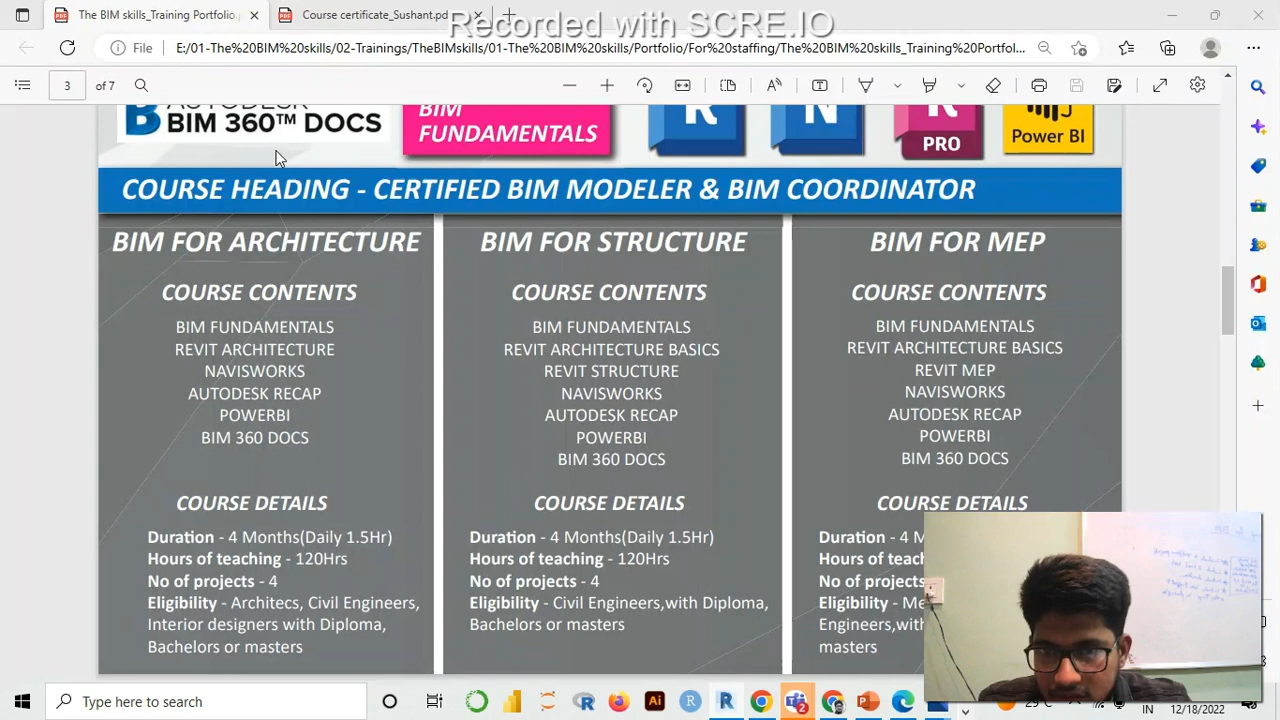 The BIM skills_Training Portfolio.
Course certificate_Sushant.pdf
Recorded with SCRE.IO
File
E:/01-The%20BIM%20skills/02-Trainings/TheBIMskills/01-The%20BIM%20skills/Portfolio/For%20staffing/The%20BIM%20skills_Training%20Portfol...
3 of 7
AUTODESK
BIM 360™ DOCS
BIM
FUNDAMENTALS
R
N
R
PRO
Power BI
COURSE HEADING - CERTIFIED BIM MODELER & BIM COORDINATOR
BIM FOR ARCHITECTURE
COURSE CONTENTS
BIM FUNDAMENTALS
REVIT ARCHITECTURE
NAVISWORKS
AUTODESK RECAP
POWERBI
BIM 360 DOCS
COURSE DETAILS
Duration - 4 Months(Daily 1.5Hr)
Hours of teaching - 120Hrs
No of projects - 4
Eligibility - Architecs, Civil Engineers,
Interior designers with Diploma,
Bachelors or masters
BIM FOR STRUCTURE
COURSE CONTENTS
BIM FUNDAMENTALS
REVIT ARCHITECTURE BASICS
REVIT STRUCTURE
NAVISWORKS
AUTODESK RECAP
POWERBI
BIM 360 DOCS
COURSE DETAILS
Duration - 4 Months(Daily 1.5Hr)
Hours of teaching - 120Hrs
No of projects - 4
Eligibility - Civil Engineers,with Diploma,
Bachelors or masters
BIM FOR MEP
COURSE CONTENTS
BIM FUNDAMENTALS
REVIT ARCHITECTURE BASICS
REVIT MEP
NAVISWORKS
AUTODESK RECAP
POWERBI
BIM 360 DOCS
COURSE DETAILS
Duration - 4 M
Hours of teach
No of projects
Eligibility - Me
Engineers,with
masters
Type here to search
29°C
IN
12/18/2022